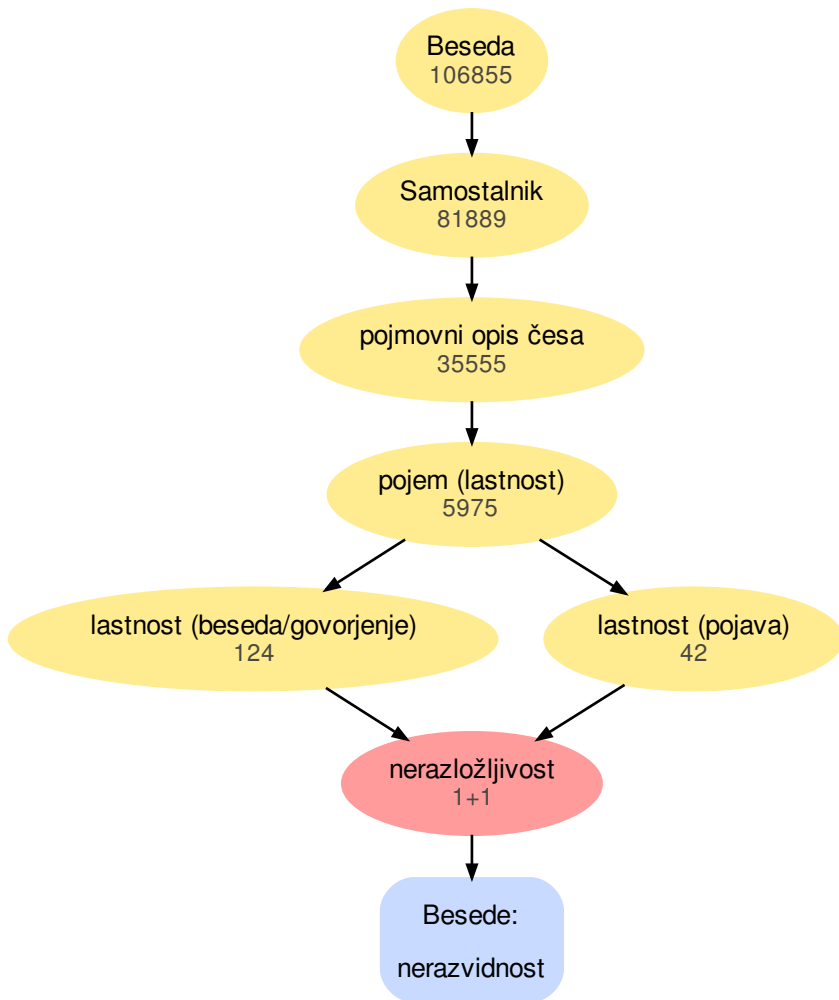 Beseda
106855
Samostalnik
81889
pojmovni opis česa
35555
pojem (lastnost)
5975
lastnost (beseda/govorjenje)
124
lastnost (pojava)
42
nerazložljivost
1+1
Besede:
nerazvidnost